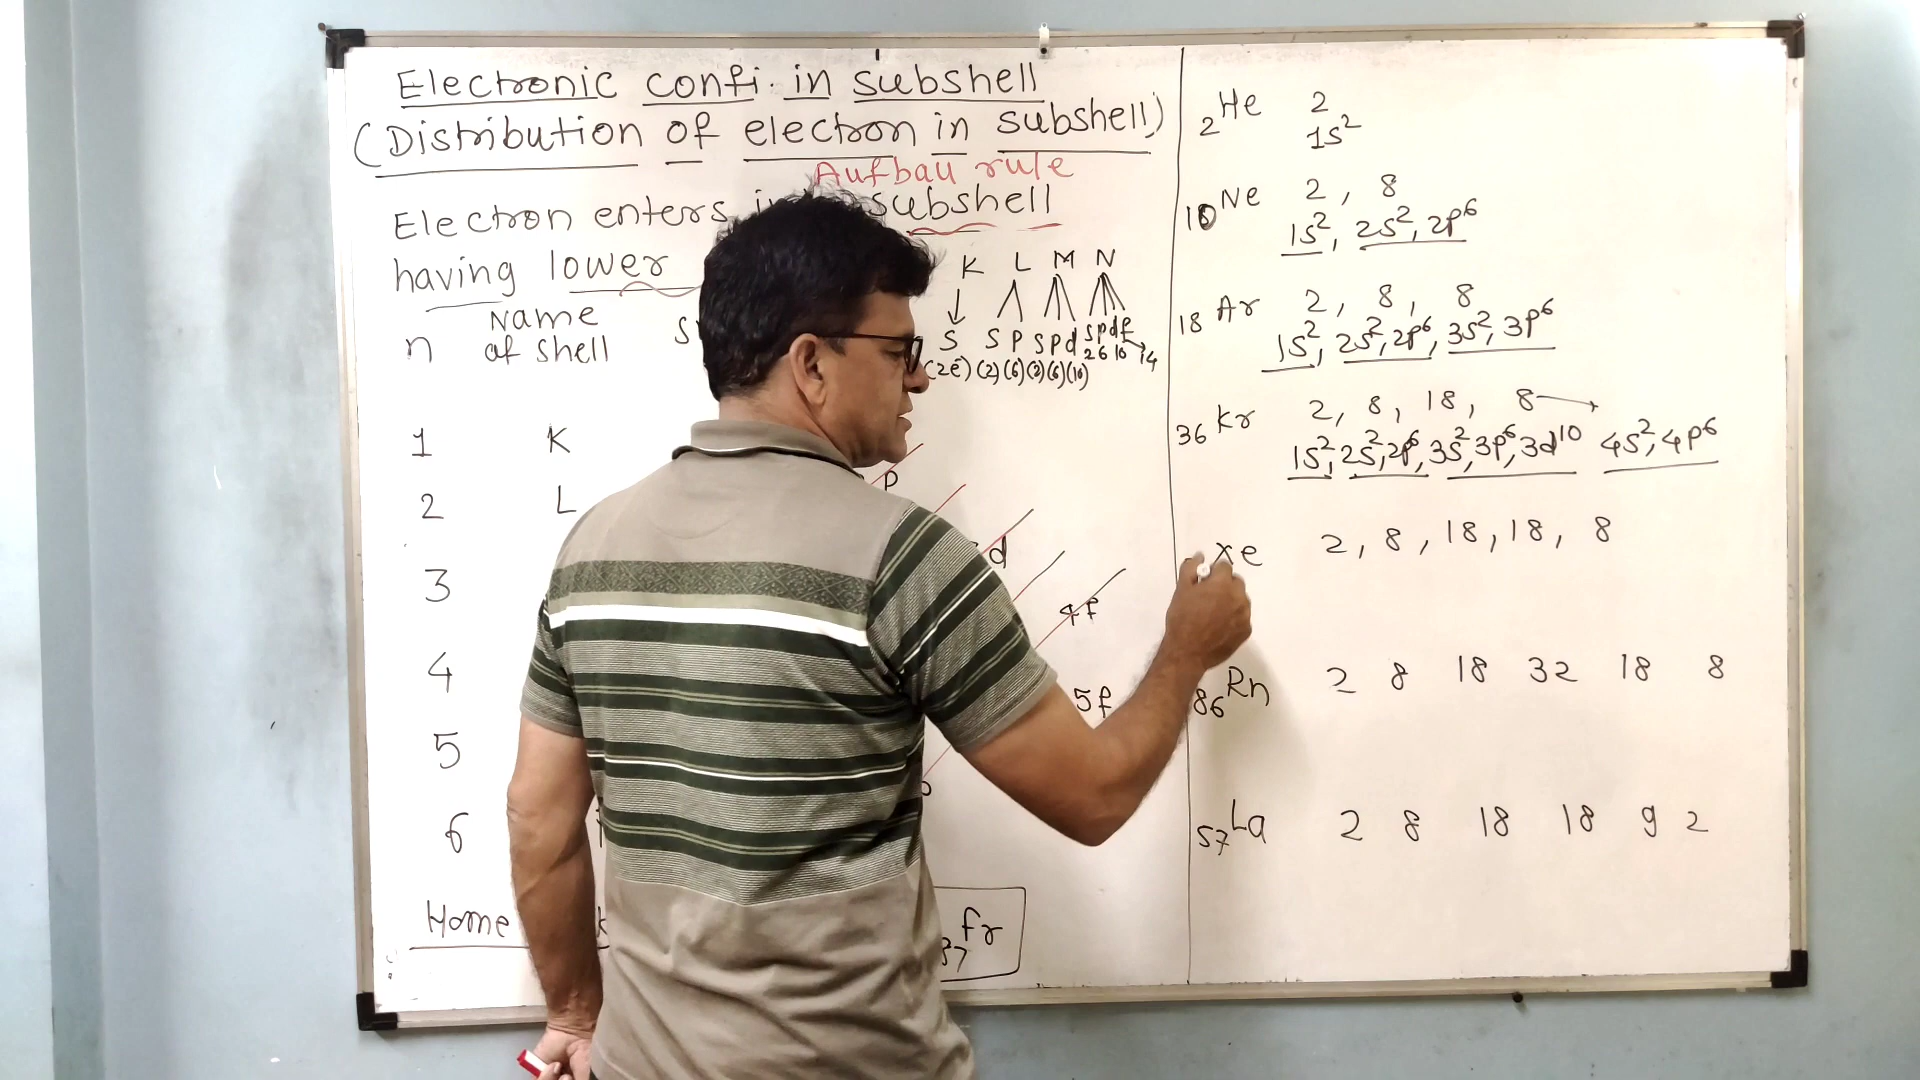 Electronic confi. in subshell
(Distribution of electron in subshell)
Aufbau rule
Electron enters subshell
having lower
n Name of shell
1 K
2 L
3
4
5
6
K L M N
S S P S P d S P d f
2 6 10 14
(2e⁻) (2) (6) (2) (6) (10)
P
d
4f
5f
Home
Fr
2He 2
1s²
10Ne 2, 8
1s², 2s², 2p⁶
18Ar 2, 8, 8
1s², 2s², 2p⁶, 3s², 3p⁶
36Kr 2, 8, 18, 8→
1s², 2s², 2p⁶, 3s², 3p⁶, 3d¹⁰ 4s², 4p⁶
Xe 2, 8, 18, 18, 8
86Rn 2 8 18 32 18 8
57La 2 8 18 18 9 2